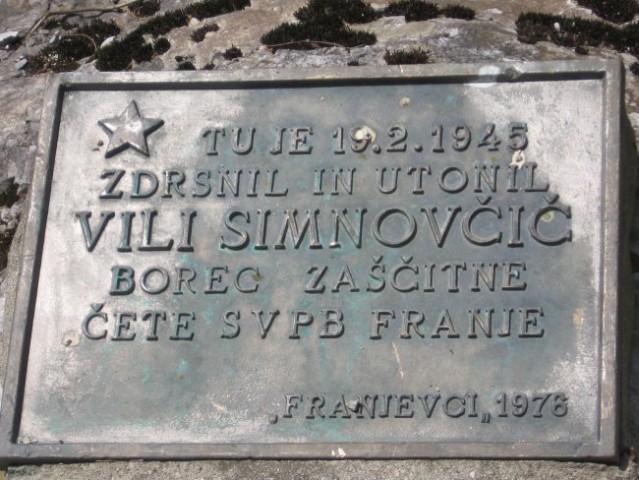 TU JE 19.2.1945
ZDRSNIL IN UTONIL
VILI SIMNOVČIČ
BOREC ZAŠČITNE
ČETE SVPB FRANJE
„FRANJEVCI„ 1976